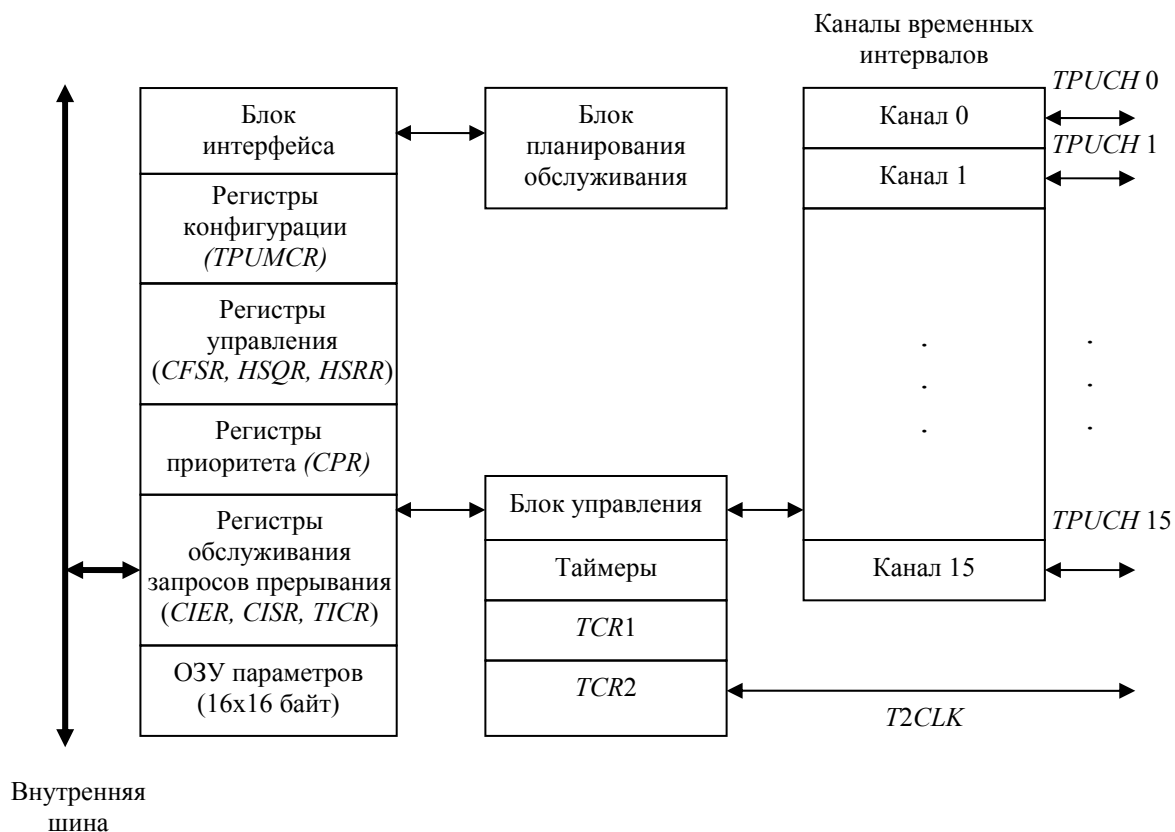 Каналы временных
интервалов
TPUCH 0
Блок
интерфейса
Блок
планирования
обслуживания
Канал 0
TPUCH 1
Канал 1
Регистры
конфигурации
(TPUMCR)
Регистры
управления
(CFSR, HSQR, HSRR)
Регистры
приоритета (CPR)
Блок управления
TPUCH 15
Регистры
обслуживания
запросов прерывания
(CIER, CISR, TICR)
Таймеры
Канал 15
TCR1
ОЗУ параметров
(16x16 байт)
TCR2
T2CLK
Внутренняя
шина